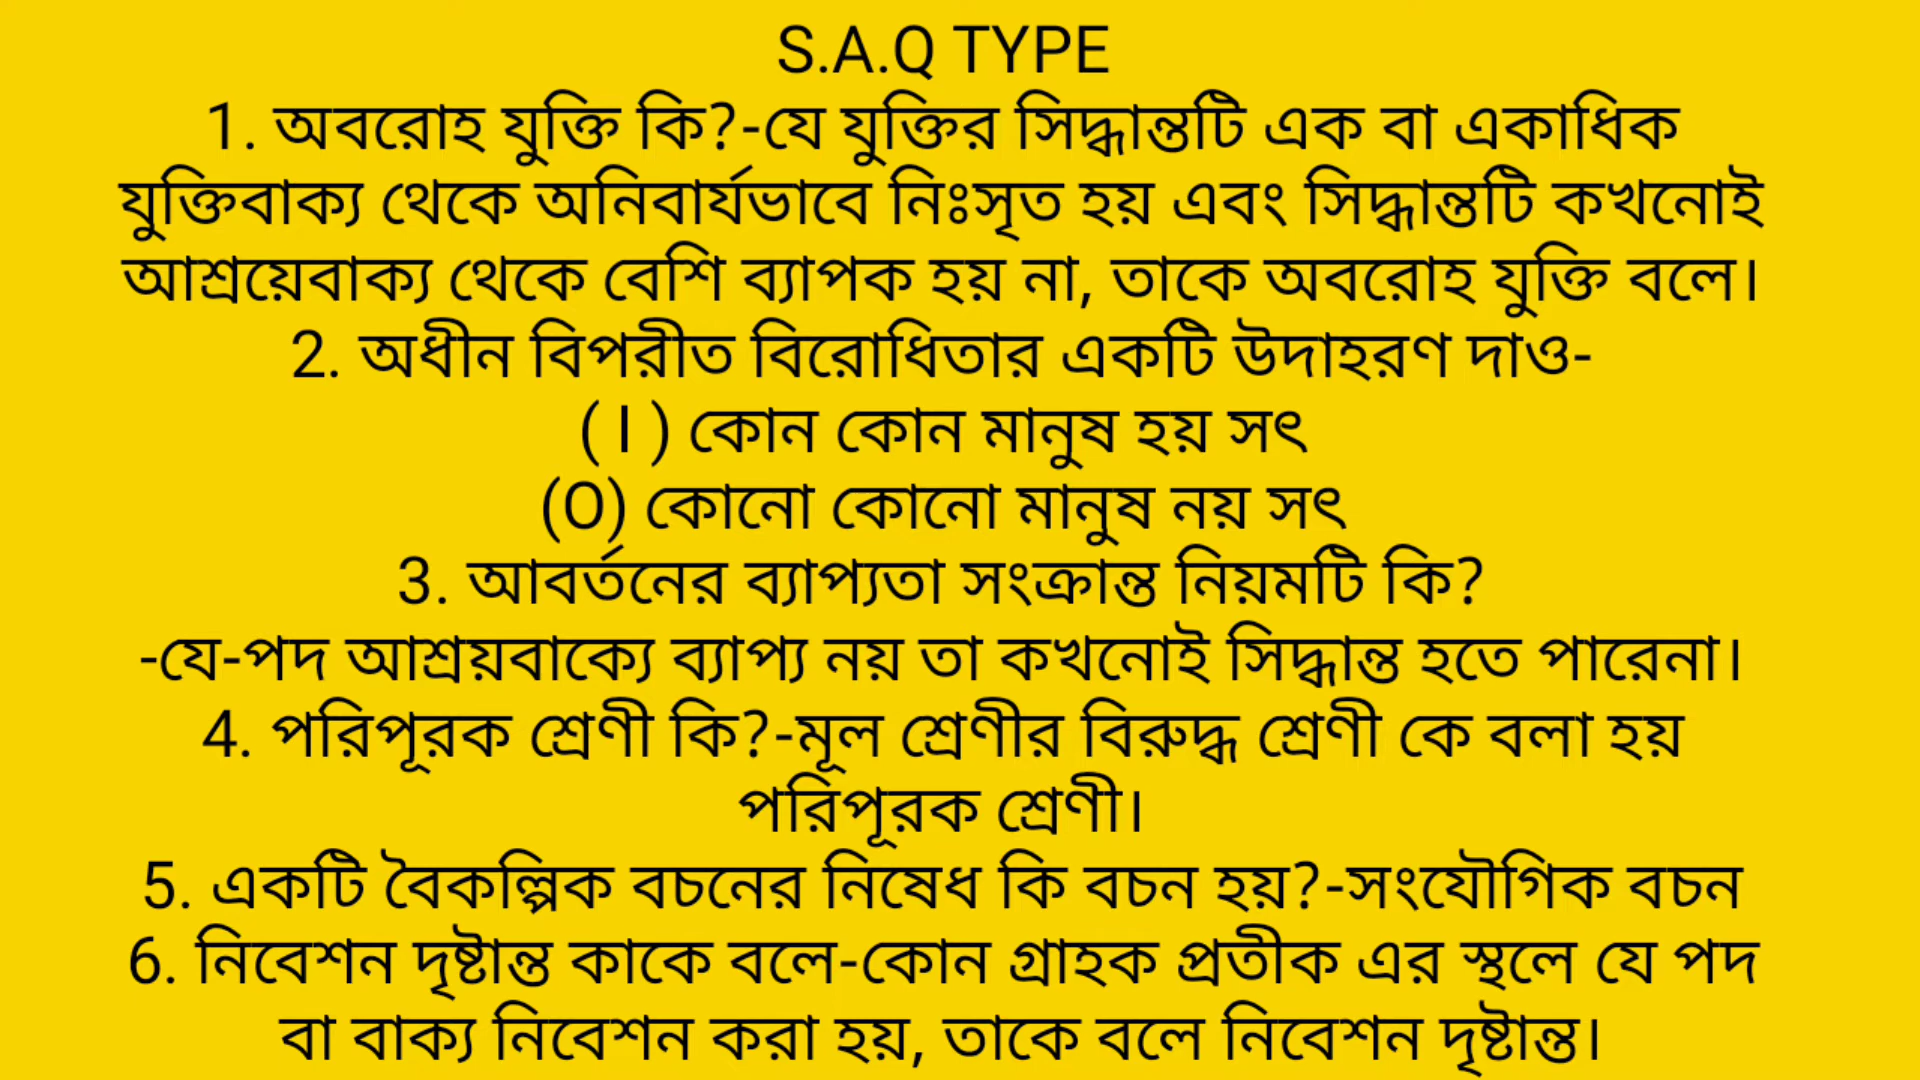 S.A.Q TYPE
1. অবরোহ যুক্তি কি?-যে যুক্তির সিদ্ধান্তটি এক বা একাধিক
যুক্তিবাক্য থেকে অনিবার্যভাবে নিঃসৃত হয় এবং সিদ্ধান্তটি কখনোই
আশ্রয়েবাক্য থেকে বেশি ব্যাপক হয় না, তাকে অবরোহ যুক্তি বলে।
2. অধীন বিপরীত বিরোধিতার একটি উদাহরণ দাও-
( I ) কোন কোন মানুষ হয় সৎ
(O) কোনো কোনো মানুষ নয় সৎ
3. আবর্তনের ব্যাপ্যতা সংক্রান্ত নিয়মটি কি?
-যে-পদ আশ্রয়বাক্যে ব্যাপ্য নয় তা কখনোই সিদ্ধান্ত হতে পারেনা।
4. পরিপূরক শ্রেণী কি?-মূল শ্রেণীর বিরুদ্ধ শ্রেণী কে বলা হয়
পরিপূরক শ্রেণী।
5. একটি বৈকল্পিক বচনের নিষেধ কি বচন হয়?-সংযৌগিক বচন
6. নিবেশন দৃষ্টান্ত কাকে বলে-কোন গ্রাহক প্রতীক এর স্থলে যে পদ
বা বাক্য নিবেশন করা হয়, তাকে বলে নিবেশন দৃষ্টান্ত।